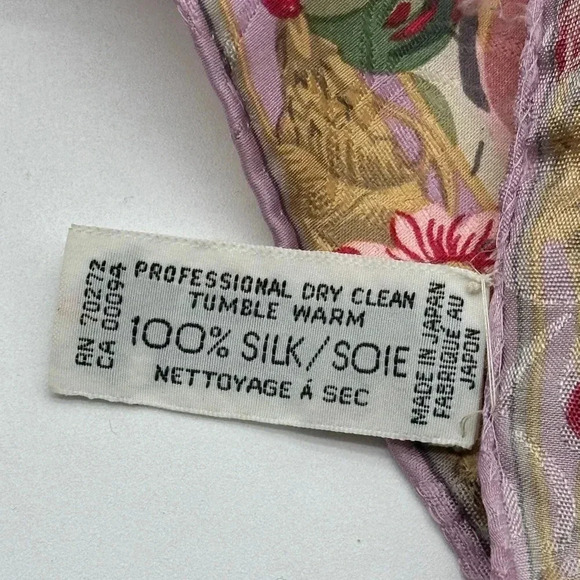 RN 70272
CA 00094
PROFESSIONAL DRY CLEAN
TUMBLE WARM
100% SILK/SOIE
NETTOYAGE À SEC
MADE IN JAPAN
FABRIQUÉ AU
JAPON